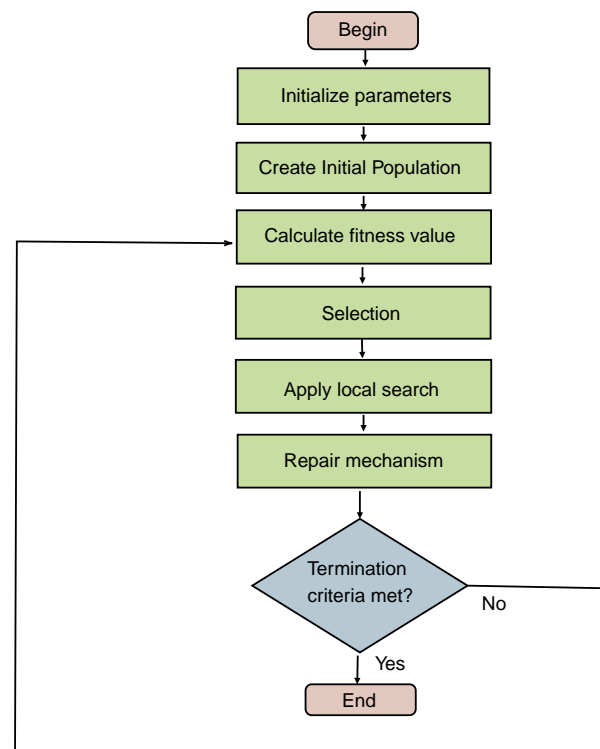 Begin
Initialize parameters
Create Initial Population
Calculate fitness value
Selection
Apply local search
Repair mechanism
Termination
criteria met?
No
Yes
End